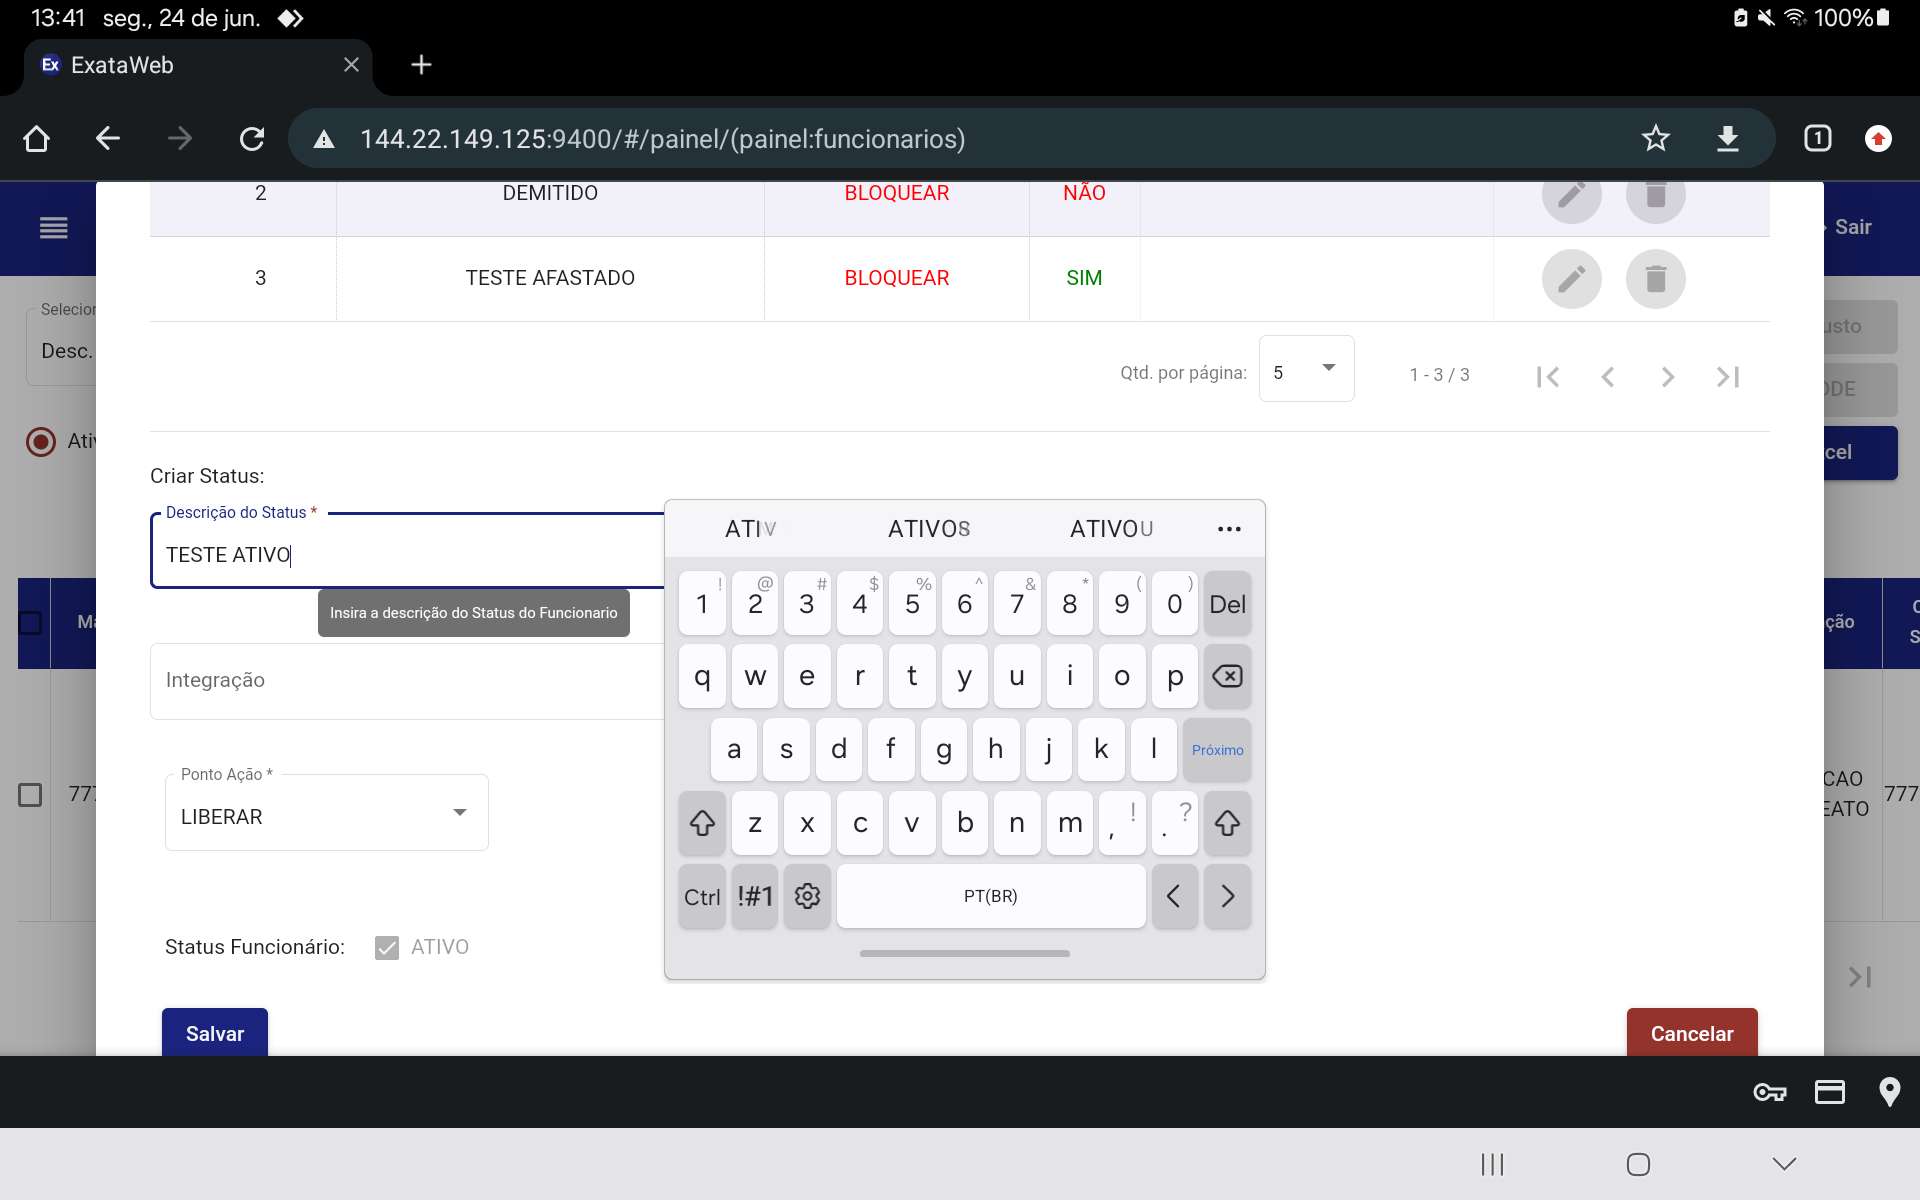 13:41 seg., 24 de jun. 100%
Ex ExataWeb
144.22.149.125:9400/#/painel/(painel:funcionarios) 1
2 DEMITIDO BLOQUEAR NÃO
Sair
3 TESTE AFASTADO BLOQUEAR SIM
Selecion
Desc.
usto
Qtd. por página: 5 1 - 3 / 3
ODE
Ativ
cel
Criar Status:
Descrição do Status *
TESTE ATIVO
Insira a descrição do Status do Funcionario
ATIV ATIVOS ATIVOU
! @ # $ % ^ & * ( )
1 2 3 4 5 6 7 8 9 0 Del
q w e r t y u i o p
a s d f g h j k l Próximo
z x c v b n m , ! . ?
Ctrl !#1 PT(BR)
Ma
ção
C
S
Integração
777
CAO
EATO
777
Ponto Ação *
LIBERAR
Status Funcionário: ATIVO
Salvar Cancelar